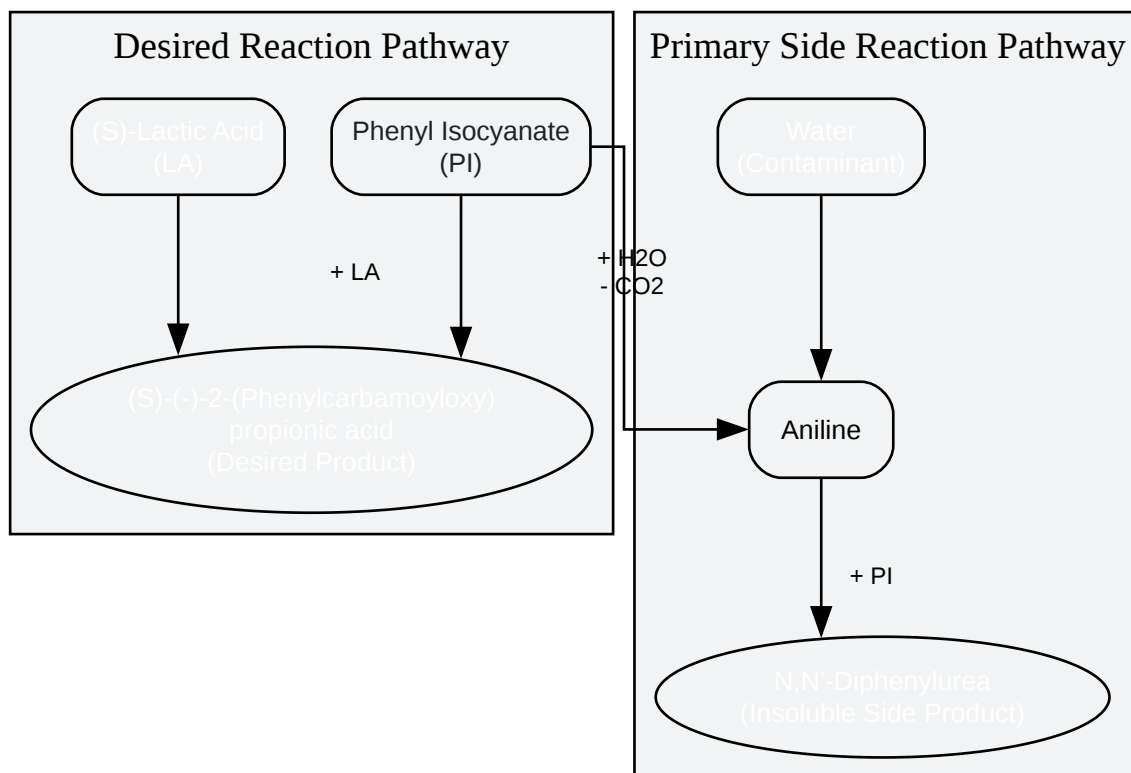 Desired Reaction Pathway
Primary Side Reaction Pathway
(S)-Lactic Acid
(LA)
Phenyl Isocyanate
(PI)
Water
(Contaminant)
+ LA
+ H2O
- CO2
(S)-(-)-2-(Phenylcarbamoyloxy)
propionic acid
(Desired Product)
Aniline
+ PI
N,N'-Diphenylurea
(Insoluble Side Product)